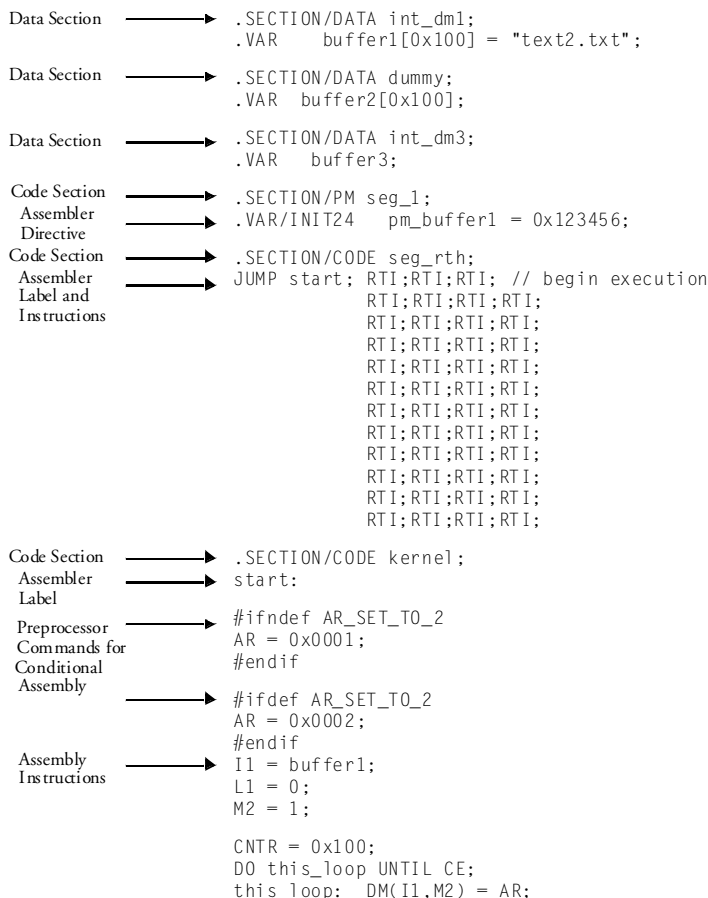 Data Section .SECTION/DATA int_dm1;
.VAR buffer1[0x100] = "text2.txt";
Data Section .SECTION/DATA dummy;
.VAR buffer2[0x100];
Data Section .SECTION/DATA int_dm3;
.VAR buffer3;
Code Section .SECTION/PM seg_1;
Assembler Directive .VAR/INIT24 pm_buffer1 = 0x123456;
Code Section .SECTION/CODE seg_rth;
Assembler Label and Instructions JUMP start; RTI;RTI;RTI; // begin execution
RTI;RTI;RTI;RTI;
RTI;RTI;RTI;RTI;
RTI;RTI;RTI;RTI;
RTI;RTI;RTI;RTI;
RTI;RTI;RTI;RTI;
RTI;RTI;RTI;RTI;
RTI;RTI;RTI;RTI;
RTI;RTI;RTI;RTI;
RTI;RTI;RTI;RTI;
RTI;RTI;RTI;RTI;
RTI;RTI;RTI;RTI;
Code Section .SECTION/CODE kernel;
Assembler Label start:
Preprocessor Commands for Conditional Assembly #ifndef AR_SET_TO_2
AR = 0x0001;
#endif
#ifdef AR_SET_TO_2
AR = 0x0002;
#endif
Assembly Instructions I1 = buffer1;
L1 = 0;
M2 = 1;
CNTR = 0x100;
DO this_loop UNTIL CE;
this_loop: DM(I1,M2) = AR;